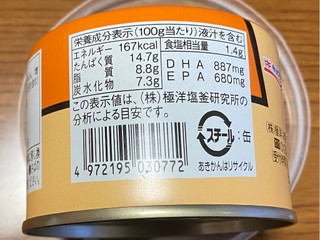 栄養成分表示(100g当たり)液汁を含む
エネルギー 167kcal
たんぱく質 14.7g
脂質 8.8g
炭水化物 7.3g
食塩相当量 1.4g
DHA 887mg
EPA 680mg
この表示値は、(株)極洋塩釜研究所の
分析による目安です。
スチール:缶
あきかんはリサイクル
4 972195 030772